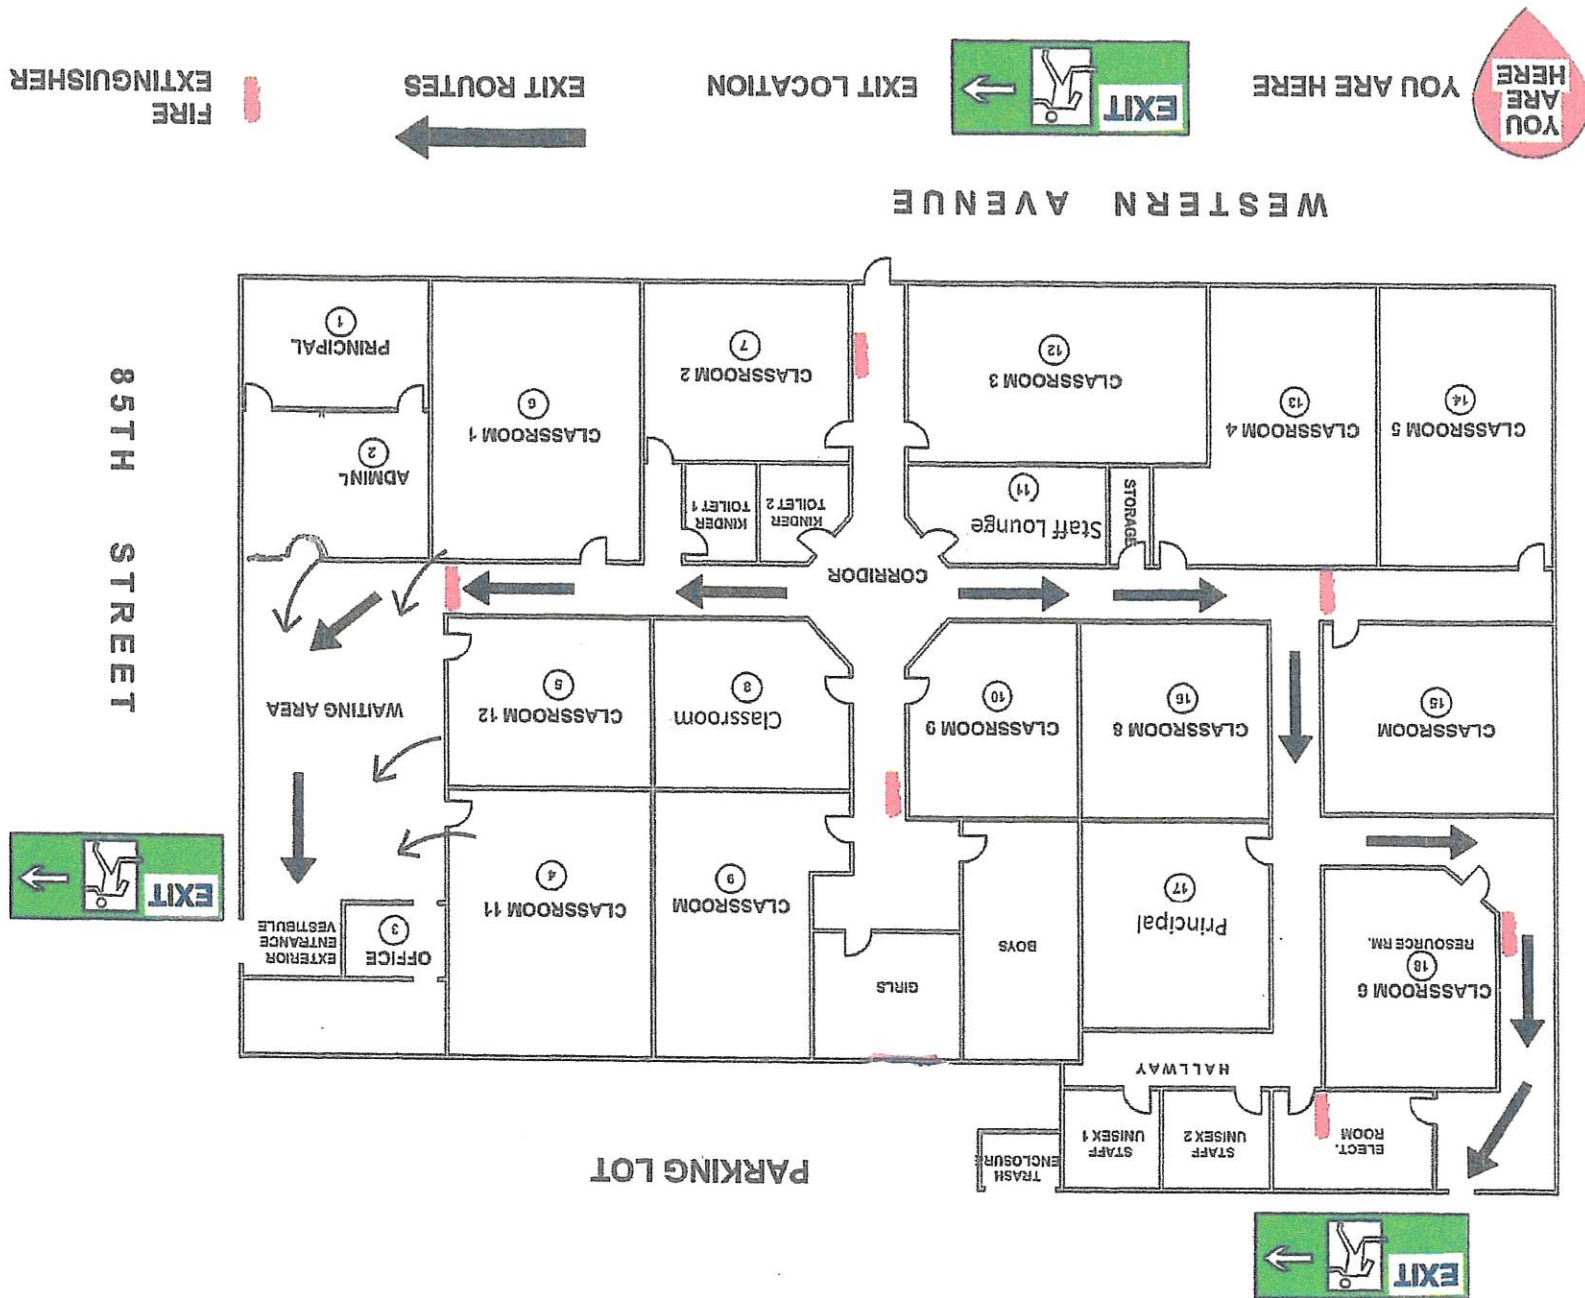 EXIT
PARKING LOT
TRASH
ENCLOSURE
STAFF
UNISEX 1
STAFF
UNISEX 2
ELECT.
ROOM
HALLWAY
CLASSROOM 6
18
RESOURCE RM.
Principal
17
BOYS
GIRLS
CLASSROOM
9
CLASSROOM 11
4
OFFICE
3
EXTERIOR
ENTRANCE
VESTIBULE
EXIT
CLASSROOM
15
CLASSROOM 8
16
CLASSROOM 9
10
Classroom
8
CLASSROOM 12
5
WAITING AREA
85TH STREET
CORRIDOR
CLASSROOM 5
14
CLASSROOM 4
13
STORAGE
Staff Lounge
11
CLASSROOM 3
12
KINDER
TOILET 2
KINDER
TOILET 1
CLASSROOM 2
7
CLASSROOM 1
6
ADMIN'L
2
PRINCIPAL
1
WESTERN AVENUE
YOU
ARE
HERE
YOU ARE HERE
EXIT
EXIT LOCATION
EXIT ROUTES
FIRE
EXTINGUISHER